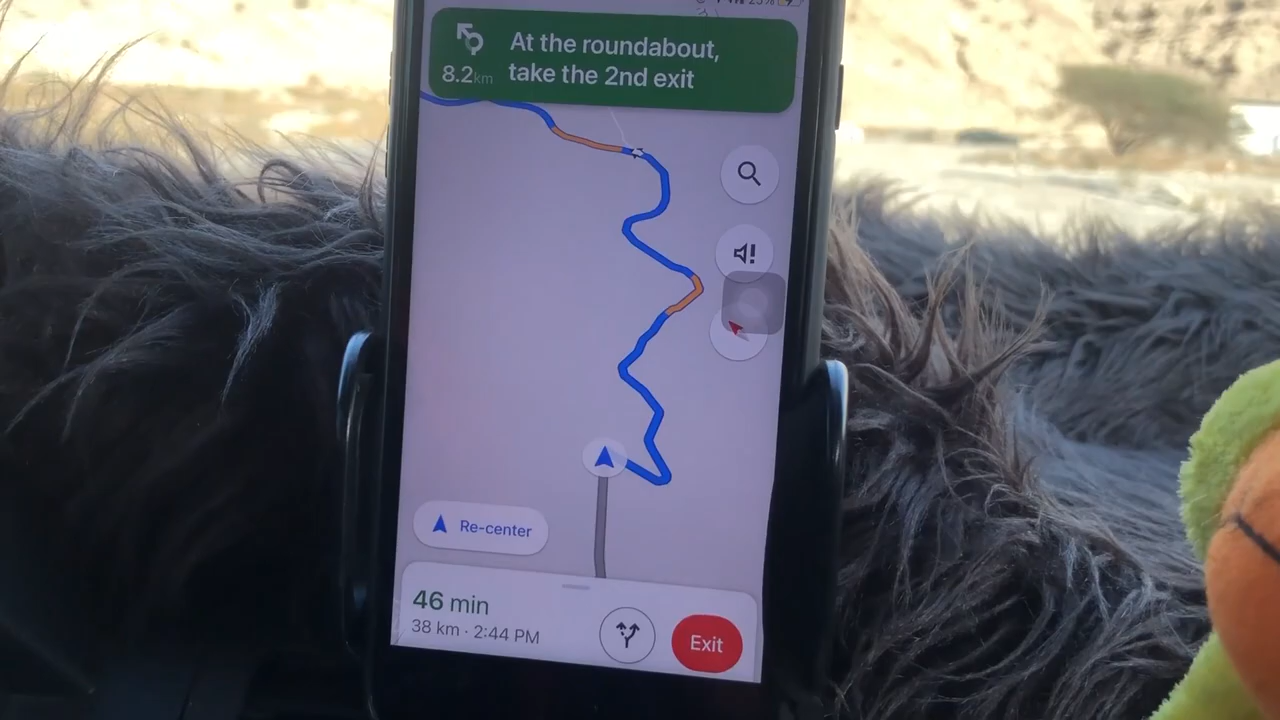 25%
At the roundabout,
8.2 km take the 2nd exit
Re-center
46 min
38 km · 2:44 PM
Exit